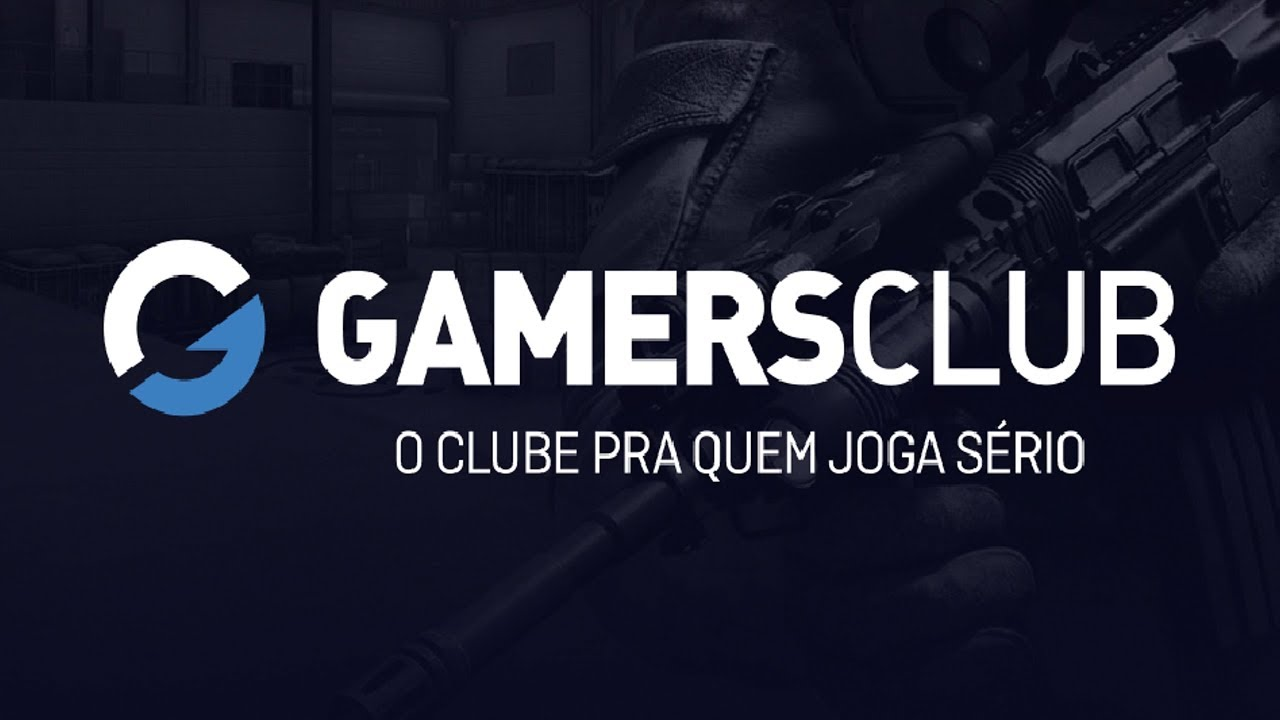 GAMERSCLUB
O CLUBE PRA QUEM JOGA SÉRIO